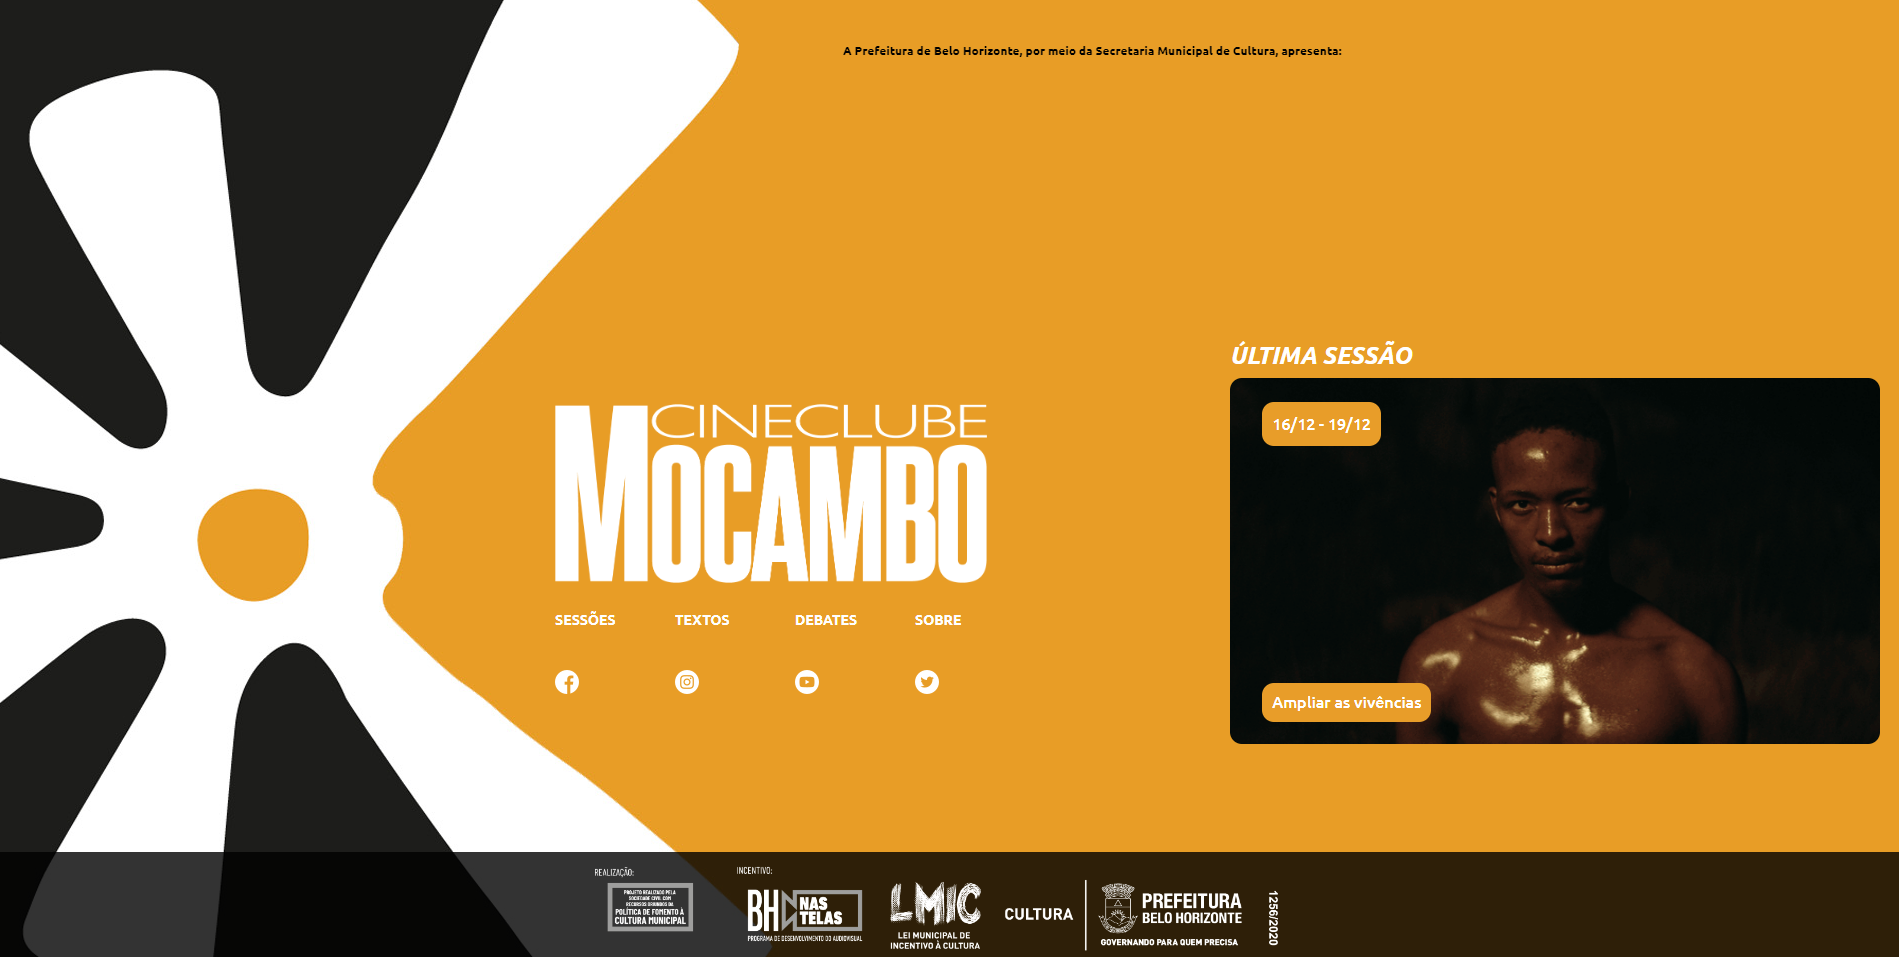 A Prefeitura de Belo Horizonte, por meio da Secretaria Municipal de Cultura, apresenta:
ÚLTIMA SESSÃO
16/12 - 19/12
Ampliar as vivências
CINECLUBE
MOCAMBO
SESSÕES TEXTOS DEBATES SOBRE
REALIZAÇÃO:
PROJETO REALIZADO PELA
SOCIEDADE CIVIL COM
RECURSOS ORIUNDOS DA
POLÍTICA DE FOMENTO À
CULTURA MUNICIPAL
INCENTIVO:
BH NAS
TELAS
PROGRAMA DE DESENVOLVIMENTO DO AUDIOVISUAL
LMIC
LEI MUNICIPAL DE
INCENTIVO À CULTURA
CULTURA
PREFEITURA
BELO HORIZONTE
GOVERNANDO PARA QUEM PRECISA
1256/2020